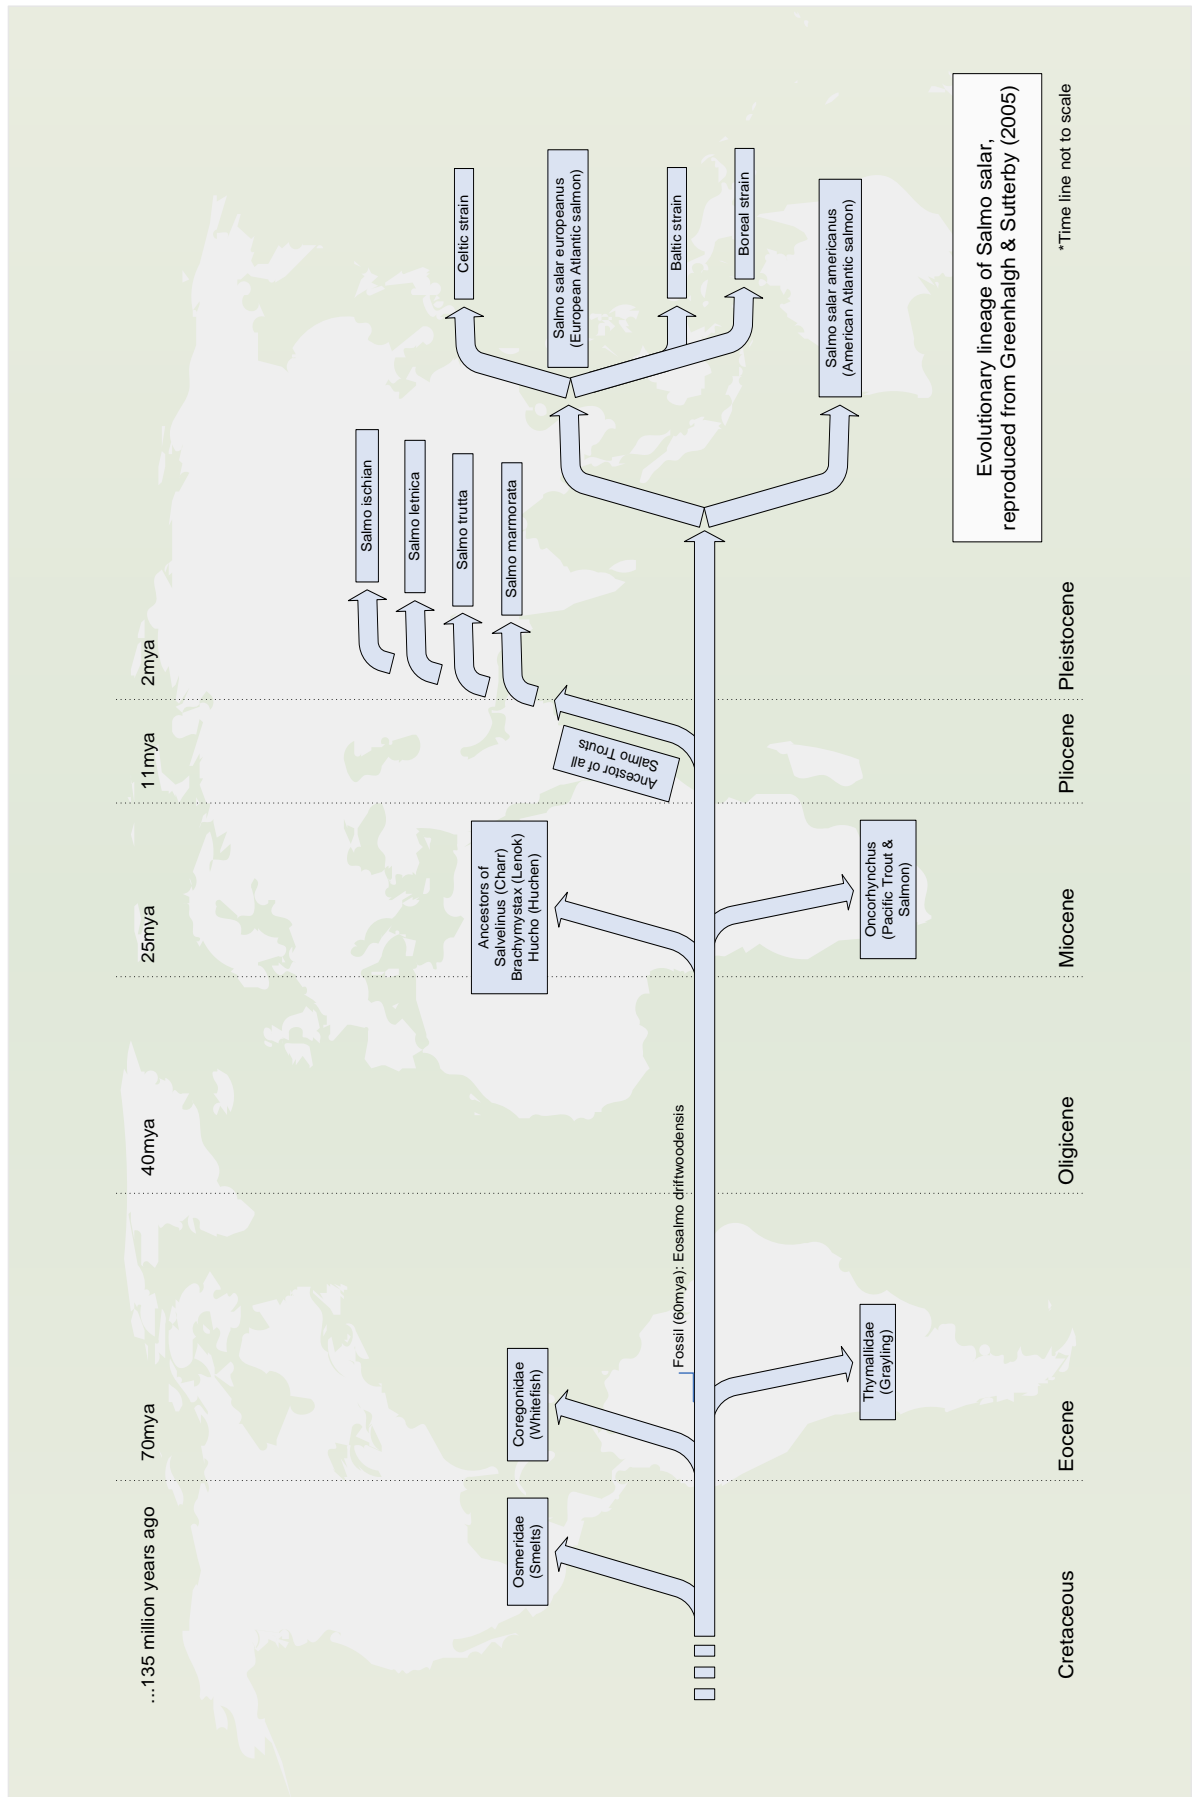 ...135 million years ago
70mya
40mya
25mya
11mya
2mya
Salmo ischian
Salmo letnica
Salmo trutta
Salmo marmorata
Celtic strain
Salmo salar europeanus
(European Atlantic salmon)
Baltic strain
Boreal strain
Salmo salar americanus
(American Atlantic salmon)
Ancestor of all
Salmo Trouts
Ancestors of
Salvelinus (Charr)
Brachymystax (Lenok)
Hucho (Huchen)
Osmeridae
(Smelts)
Coregonidae
(Whitefish)
Fossil (60mya): Eosalmo driftwoodensis
Thymallidae
(Grayling)
Oncorhynchus
(Pacific Trout &
Salmon)
Cretaceous
Eocene
Oligicene
Miocene
Pliocene
Pleistocene
Evolutionary lineage of Salmo salar,
reproduced from Greenhalgh & Sutterby (2005)
*Time line not to scale